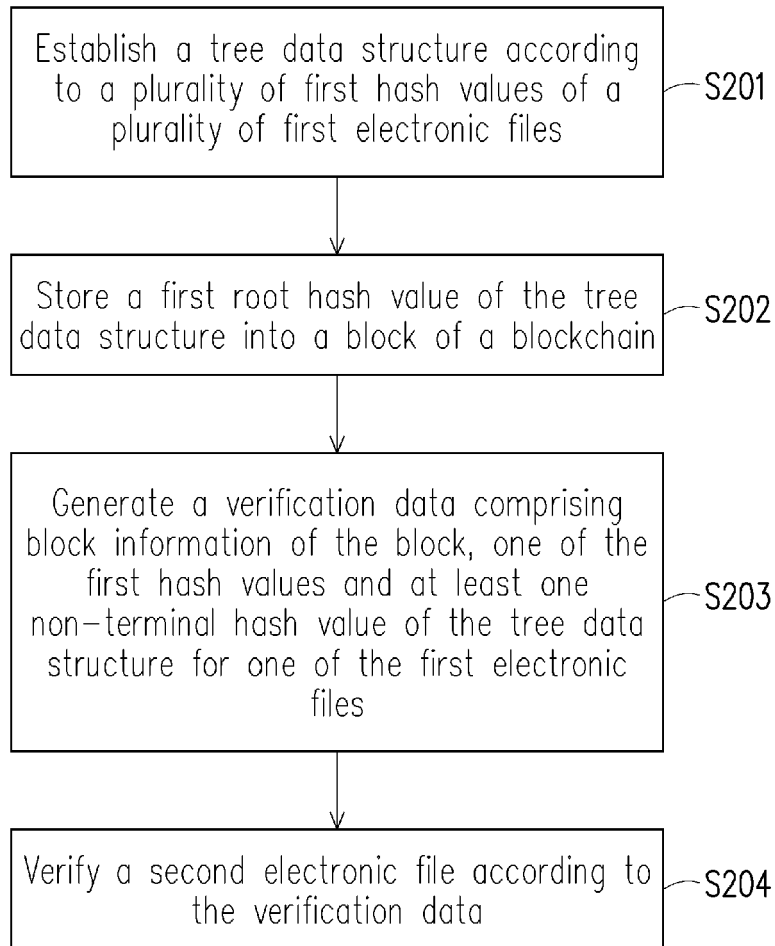 Establish a tree data structure according
to a plurality of first hash values of a
plurality of first electronic files
S201
Store a first root hash value of the tree
data structure into a block of a blockchain
S202
Generate a verification data comprising
block information of the block, one of the
first hash values and at least one
non-terminal hash value of the tree data
structure for one of the first electronic
files
S203
Verify a second electronic file according to
the verification data
S204